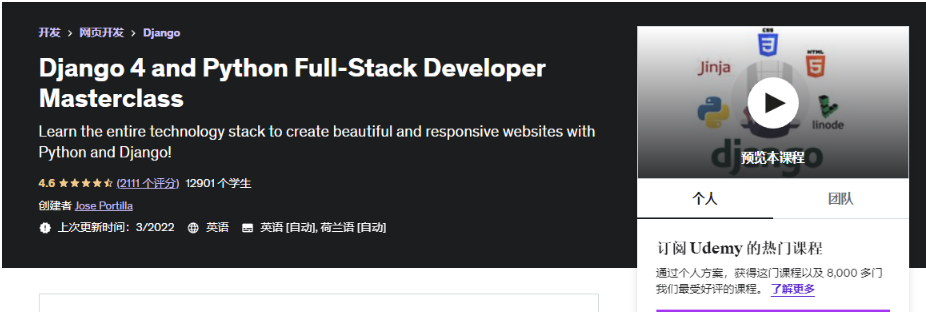 开发 > 网页开发 > Django
Django 4 and Python Full-Stack Developer
Masterclass
Learn the entire technology stack to create beautiful and responsive websites with
Python and Django!
4.6 (2111 个评分) 12901 个学生
创建者 Jose Portilla
上次更新时间：3/2022 英语 英语 [自动], 荷兰语 [自动]
CSS
HTML
Jinja
linode
django
预览本课程
个人 团队
订阅 Udemy 的热门课程
通过个人方案，获得这门课程以及 8,000 多门
我们最受好评的课程。 了解更多